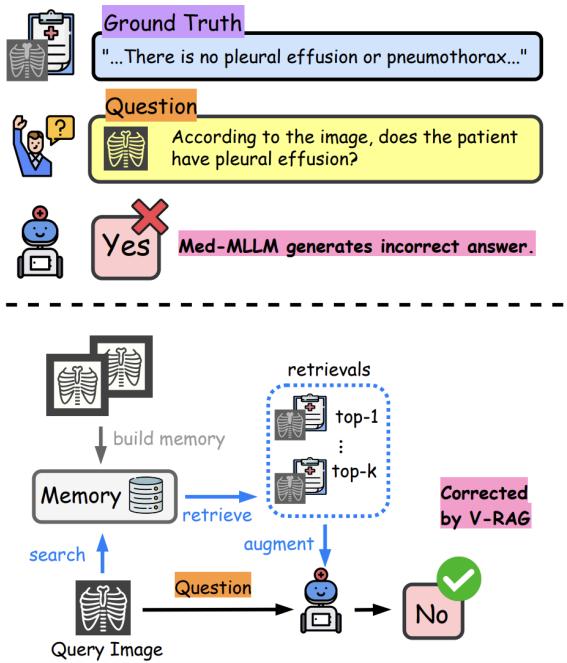 Ground Truth
"...There is no pleural effusion or pneumothorax..."
Question
?
According to the image, does the patient
have pleural effusion?
Yes
Med-MLLM generates incorrect answer.
retrievals
top-1
⋮
top-k
build memory
Memory
retrieve
Corrected
by V-RAG
search
augment
Question
No
Query Image